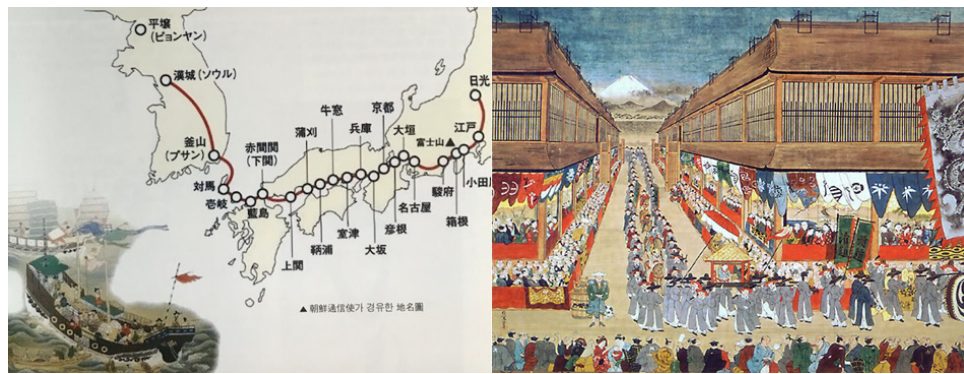 平壌
(ピョンヤン)
漢城(ソウル)
釜山
(プサン)
対馬
壱岐
赤間関
(下関)
藍島
上関
蒲刈
鞆浦
牛窓
室津
兵庫
大坂
京都
彦根
大垣
名古屋
富士山▲
駿府
箱根
小田
江戸
日光
▲朝鮮通信使가 경유한 地名圖